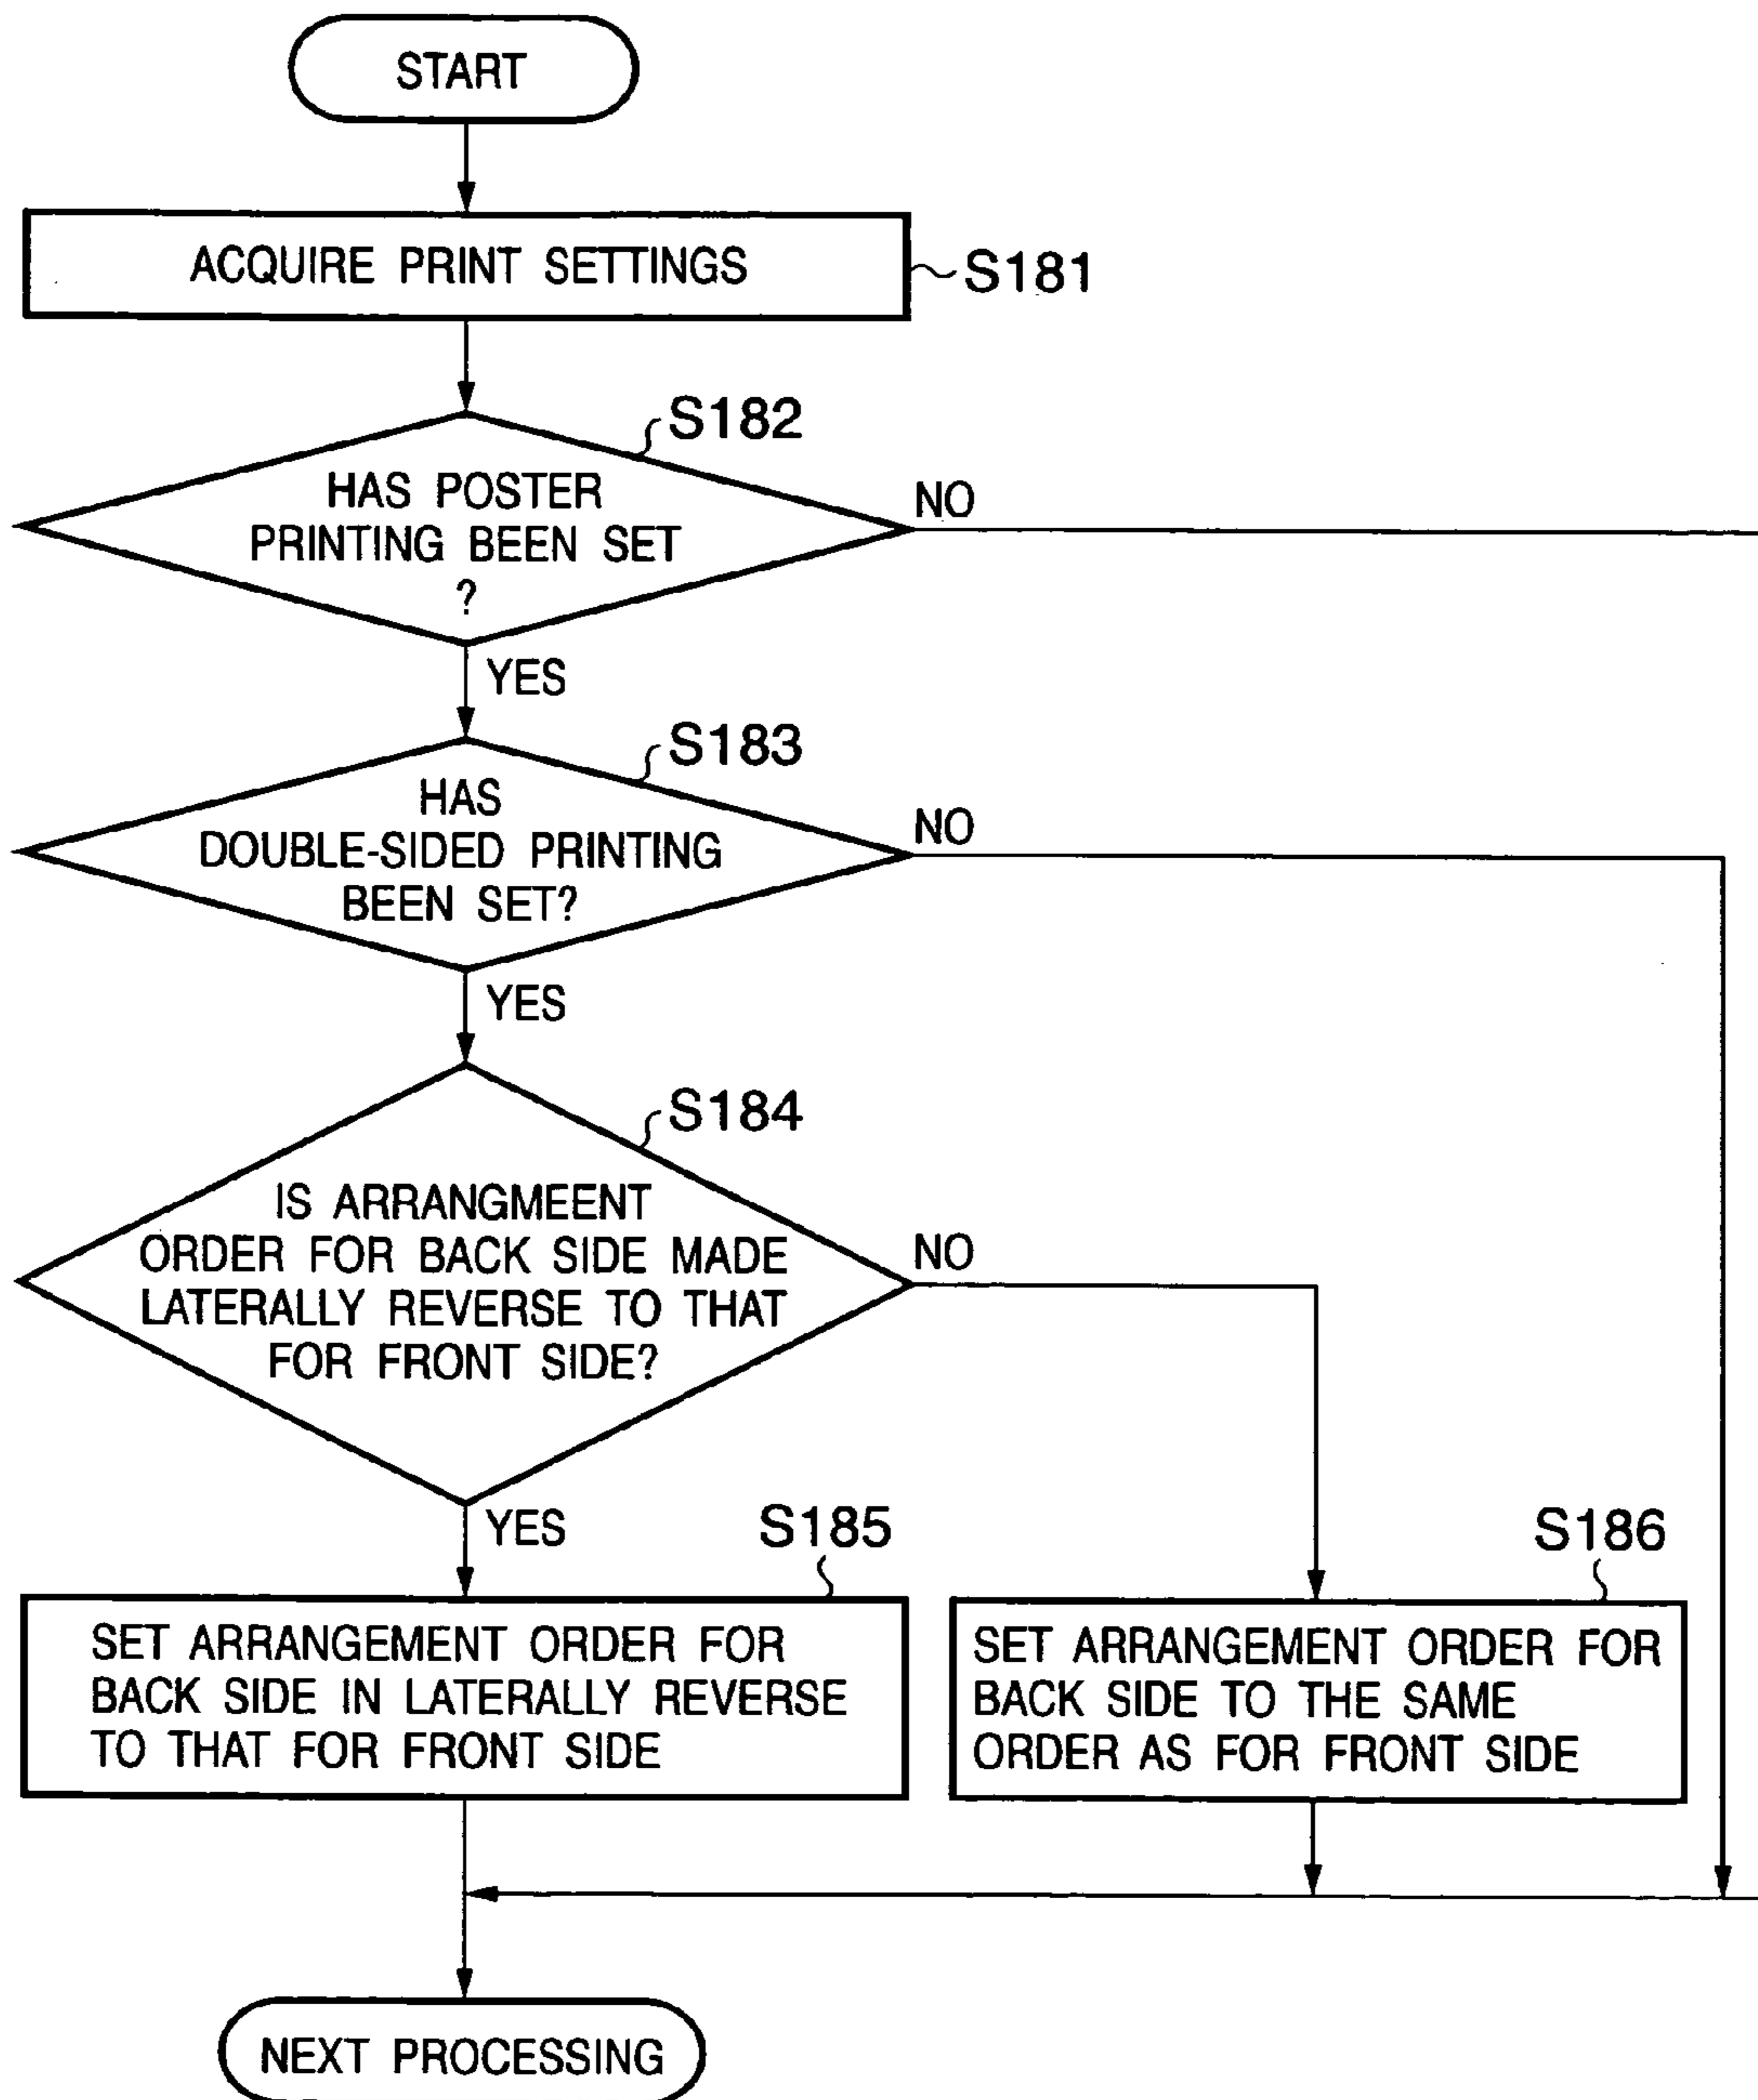 START
ACQUIRE PRINT SETTINGS
S181
S182
HAS POSTER
PRINTING BEEN SET
?
NO
YES
S183
HAS
DOUBLE-SIDED PRINTING
BEEN SET?
NO
YES
S184
IS ARRANGMEENT
ORDER FOR BACK SIDE MADE
LATERALLY REVERSE TO THAT
FOR FRONT SIDE?
NO
YES
S185
SET ARRANGEMENT ORDER FOR
BACK SIDE IN LATERALLY REVERSE
TO THAT FOR FRONT SIDE
S186
SET ARRANGEMENT ORDER FOR
BACK SIDE TO THE SAME
ORDER AS FOR FRONT SIDE
NEXT PROCESSING